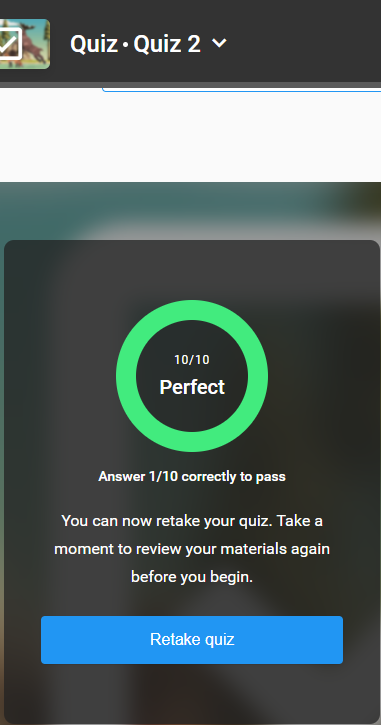 Quiz • Quiz 2
10/10
Perfect
Answer 1/10 correctly to pass
You can now retake your quiz. Take a
moment to review your materials again
before you begin.
Retake quiz